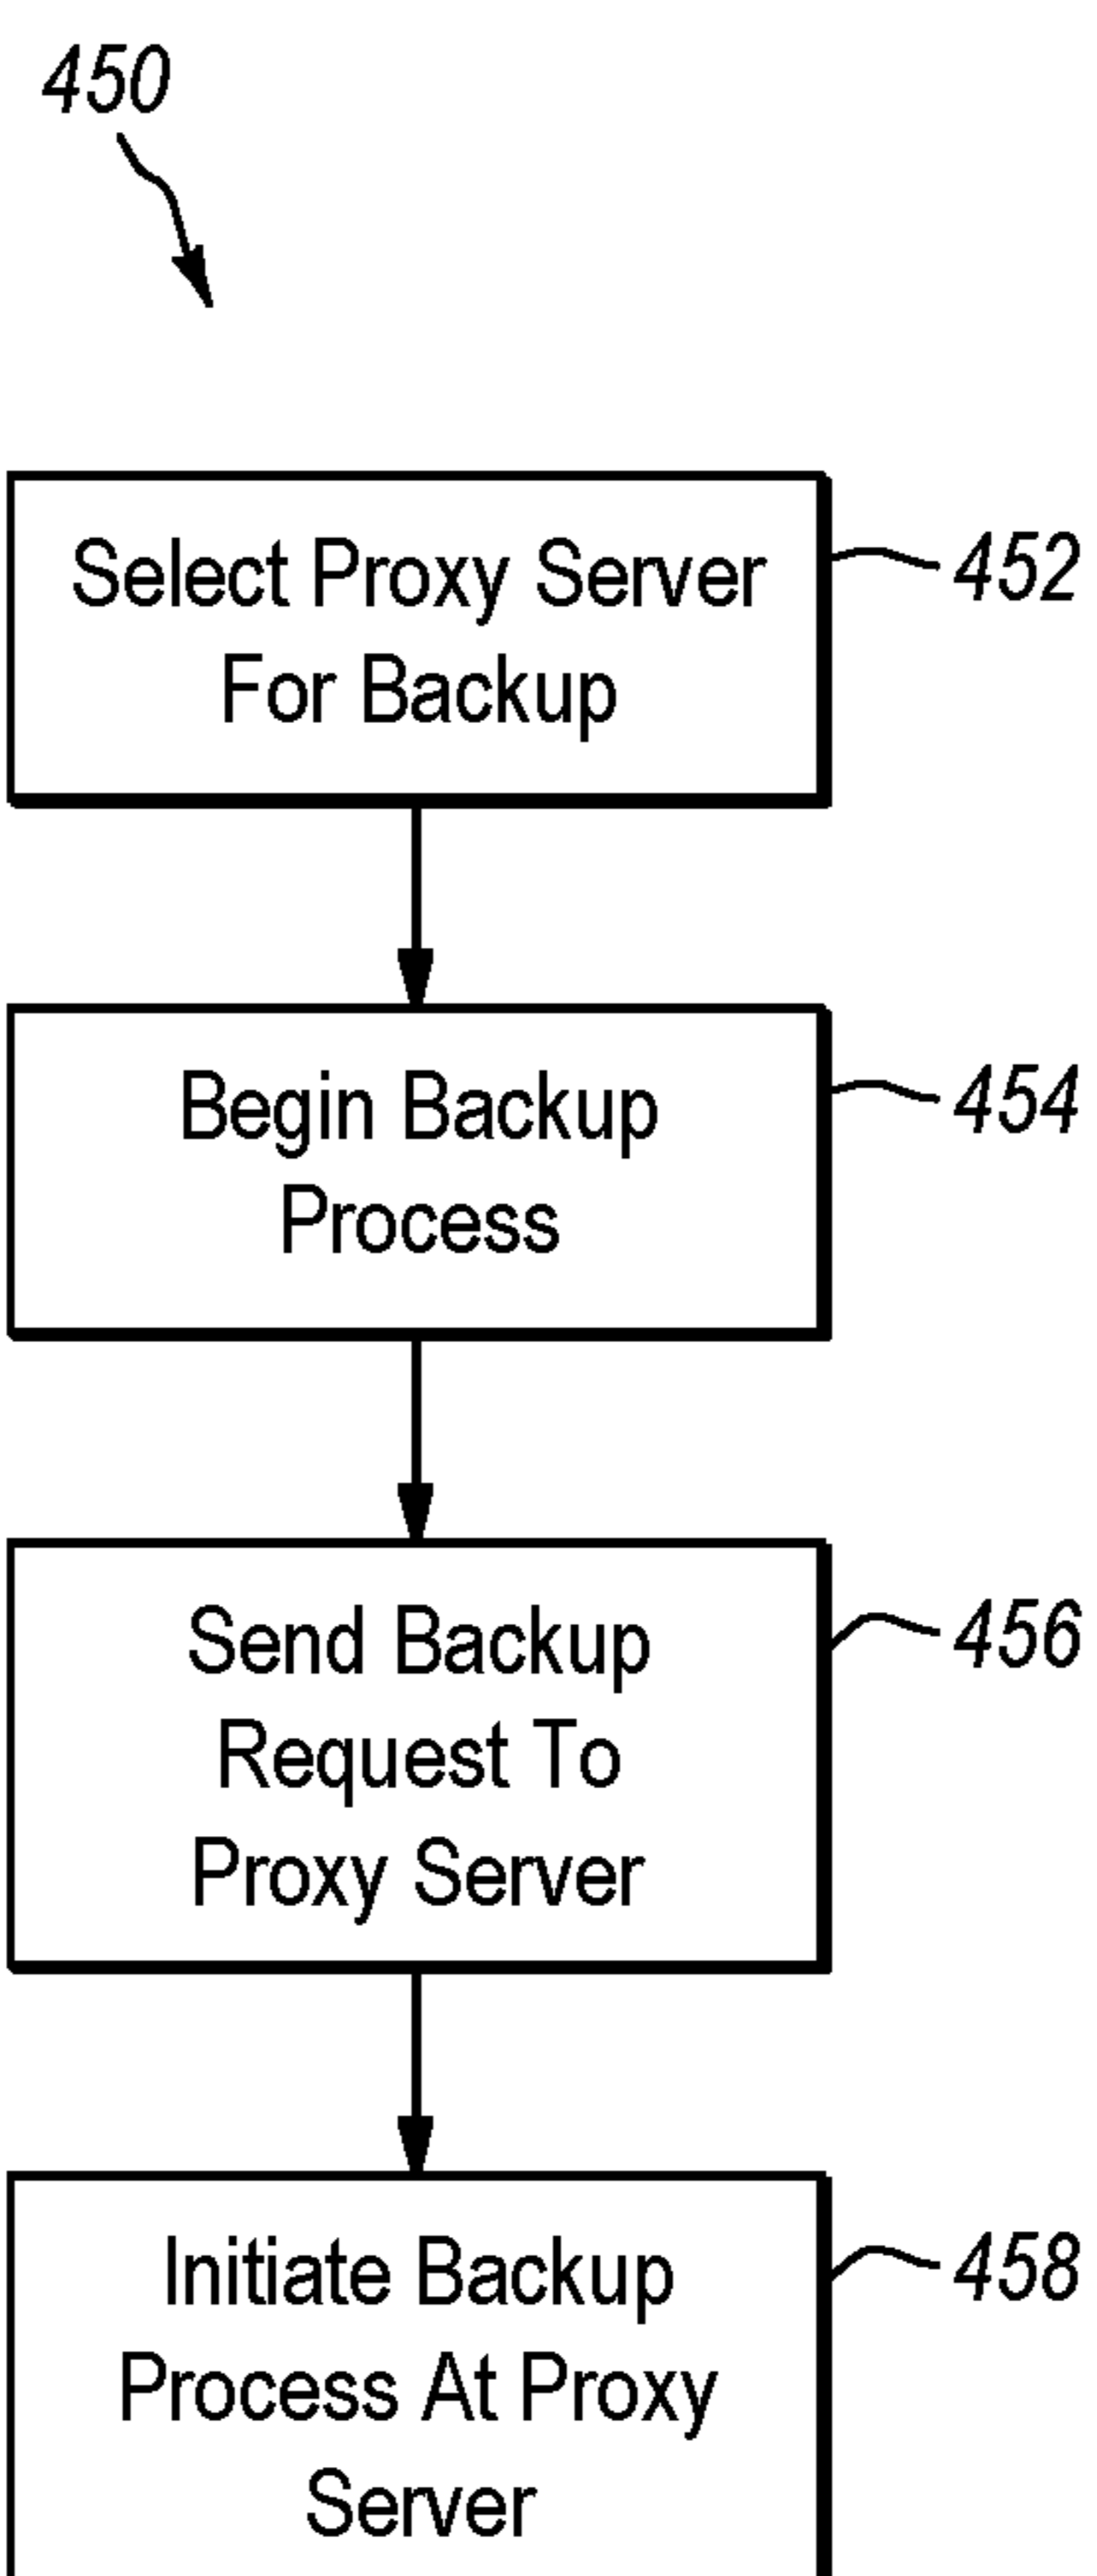 450
Select Proxy Server
For Backup
452
Begin Backup
Process
454
Send Backup
Request To
Proxy Server
456
Initiate Backup
Process At Proxy
Server
458